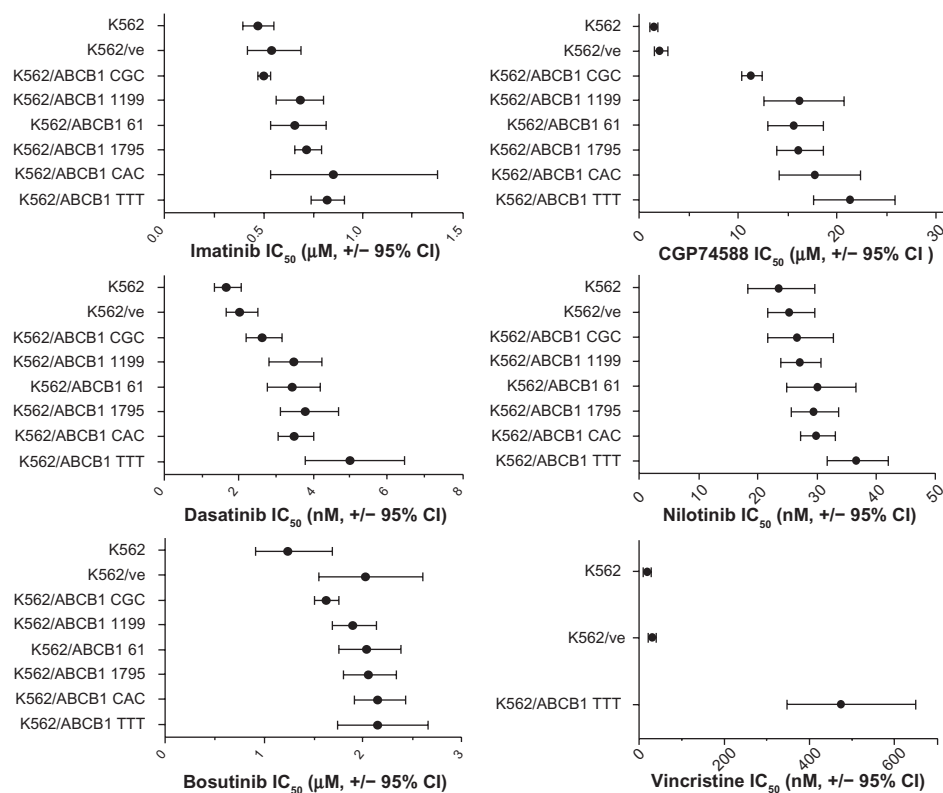 K562
K562/ve
K562/ABCB1 CGC
K562/ABCB1 1199
K562/ABCB1 61
K562/ABCB1 1795
K562/ABCB1 CAC
K562/ABCB1 TTT
0.0 0.5 1.0 1.5
Imatinib IC50 (μM, +/− 95% CI)
K562
K562/ve
K562/ABCB1 CGC
K562/ABCB1 1199
K562/ABCB1 61
K562/ABCB1 1795
K562/ABCB1 CAC
K562/ABCB1 TTT
0 10 20 30
CGP74588 IC50 (μM, +/− 95% CI )
K562
K562/ve
K562/ABCB1 CGC
K562/ABCB1 1199
K562/ABCB1 61
K562/ABCB1 1795
K562/ABCB1 CAC
K562/ABCB1 TTT
0 2 4 6 8
Dasatinib IC50 (nM, +/− 95% CI)
K562
K562/ve
K562/ABCB1 CGC
K562/ABCB1 1199
K562/ABCB1 61
K562/ABCB1 1795
K562/ABCB1 CAC
K562/ABCB1 TTT
0 10 20 30 40 50
Nilotinib IC50 (nM, +/− 95% CI)
K562
K562/ve
K562/ABCB1 CGC
K562/ABCB1 1199
K562/ABCB1 61
K562/ABCB1 1795
K562/ABCB1 CAC
K562/ABCB1 TTT
0 1 2 3
Bosutinib IC50 (μM, +/− 95% CI)
K562
K562/ve
K562/ABCB1 TTT
0 200 400 600
Vincristine IC50 (nM, +/− 95% CI)